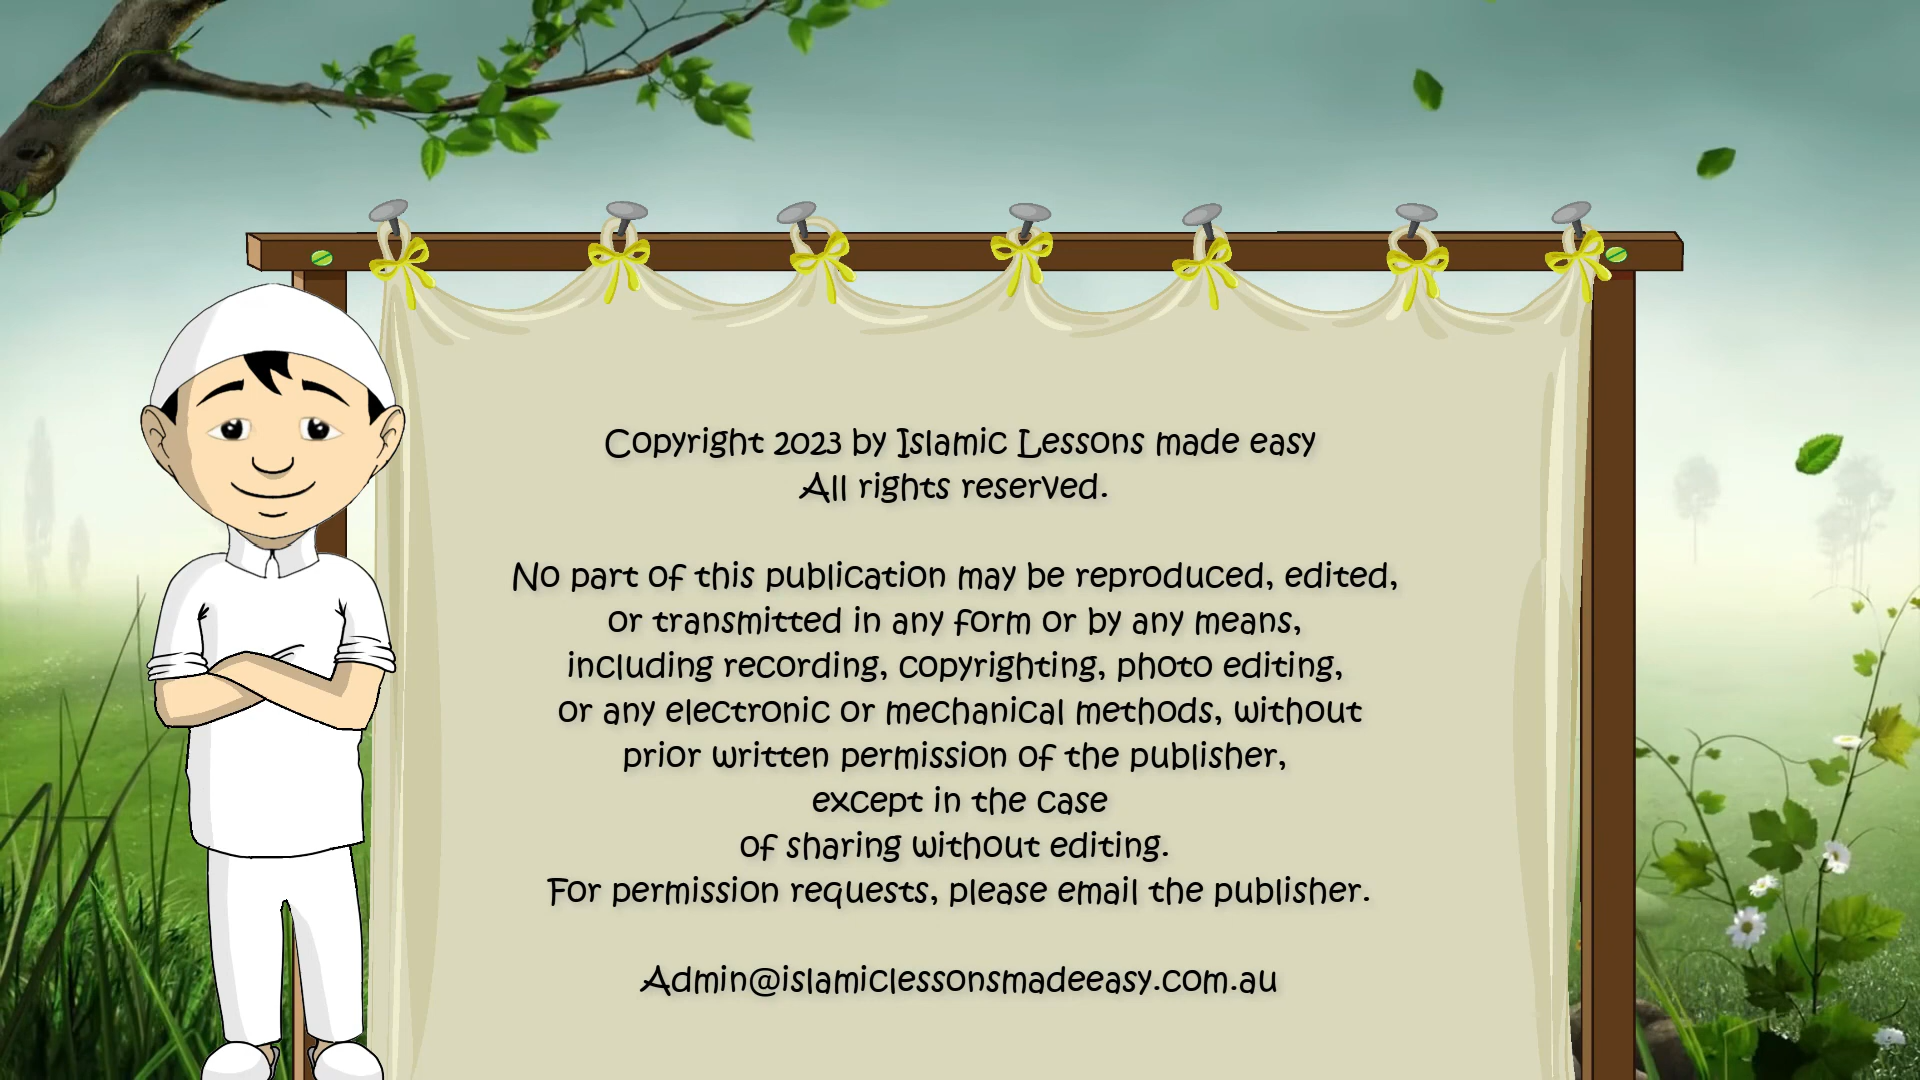 Copyright 2023 by Islamic Lessons made easy
All rights reserved.
No part of this publication may be reproduced, edited,
or transmitted in any form or by any means,
including recording, copyrighting, photo editing,
or any electronic or mechanical methods, without
prior written permission of the publisher,
except in the case
of sharing without editing.
For permission requests, please email the publisher.
Admin@islamiclessonsmadeeasy.com.au